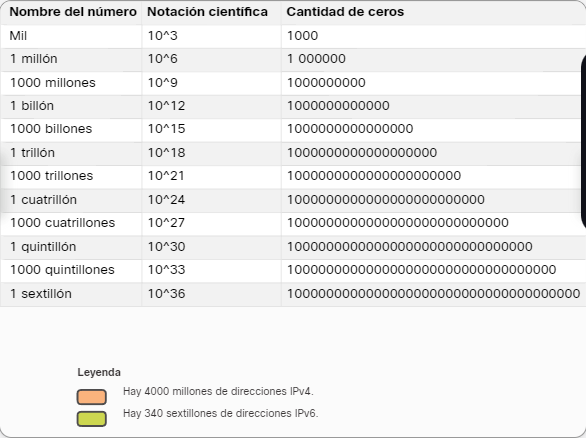 Nombre del número Notación científica Cantidad de ceros
Mil 10^3 1000
1 millón 10^6 1 000000
1000 millones 10^9 1000000000
1 billón 10^12 1000000000000
1000 billones 10^15 1000000000000000
1 trillón 10^18 1000000000000000000
1000 trillones 10^21 1000000000000000000000
1 cuatrillón 10^24 1000000000000000000000000
1000 cuatrillones 10^27 1000000000000000000000000000
1 quintillón 10^30 1000000000000000000000000000000
1000 quintillones 10^33 1000000000000000000000000000000000
1 sextillón 10^36 1000000000000000000000000000000000000
Leyenda
Hay 4000 millones de direcciones IPv4.
Hay 340 sextillones de direcciones IPv6.